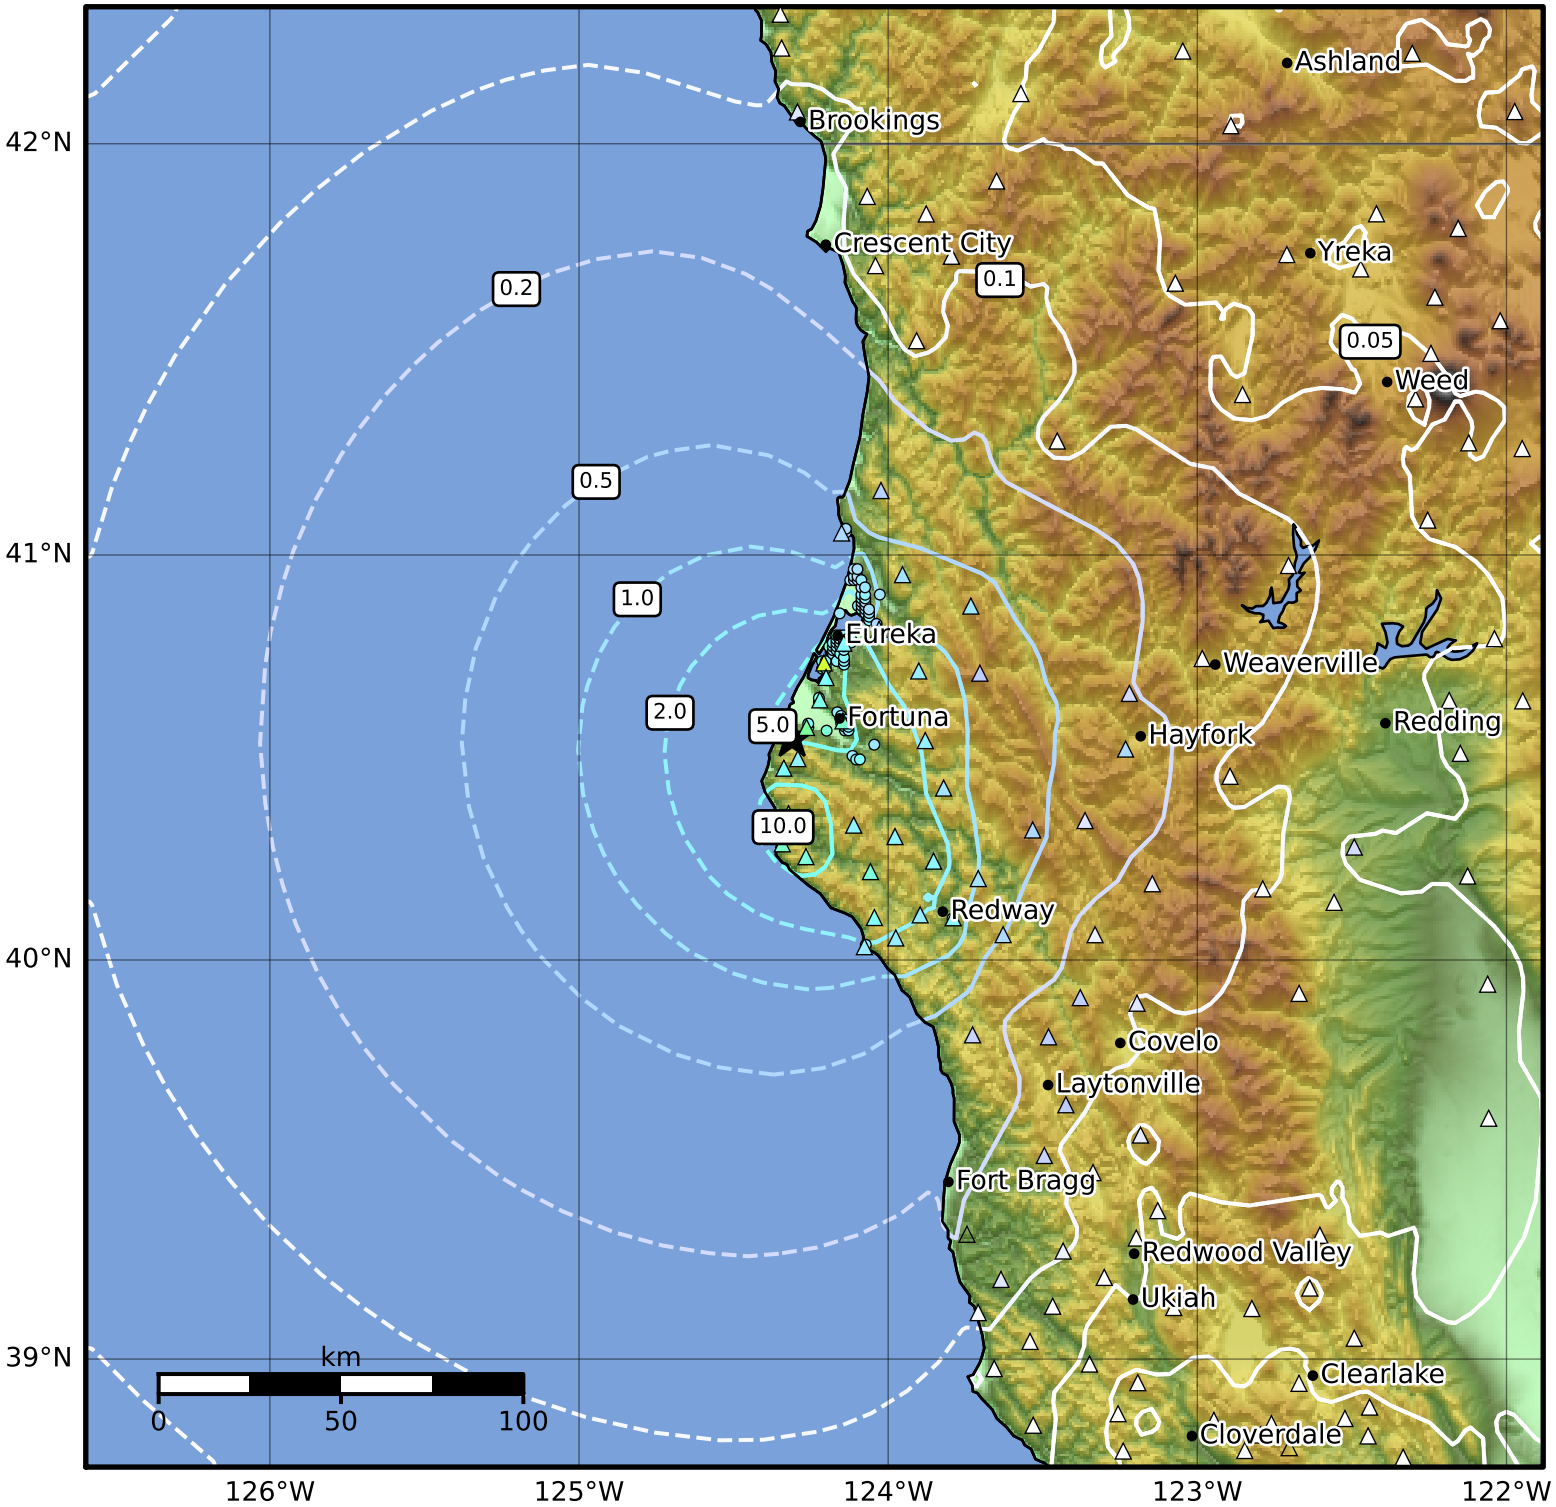 Ashland
Brookings
42°N
Crescent City
Yreka
0.1
0.2
0.05
Weed
0.5
41°N
1.0
Eureka
Weaverville
2.0
5.0
Fortuna
Redding
Hayfork
10.0
Redway
40°N
Covelo
Laytonville
Fort Bragg
Redwood Valley
Ukiah
39°N
km
Clearlake
0 50 100
Cloverdale
126°W 125°W 124°W 123°W 122°W